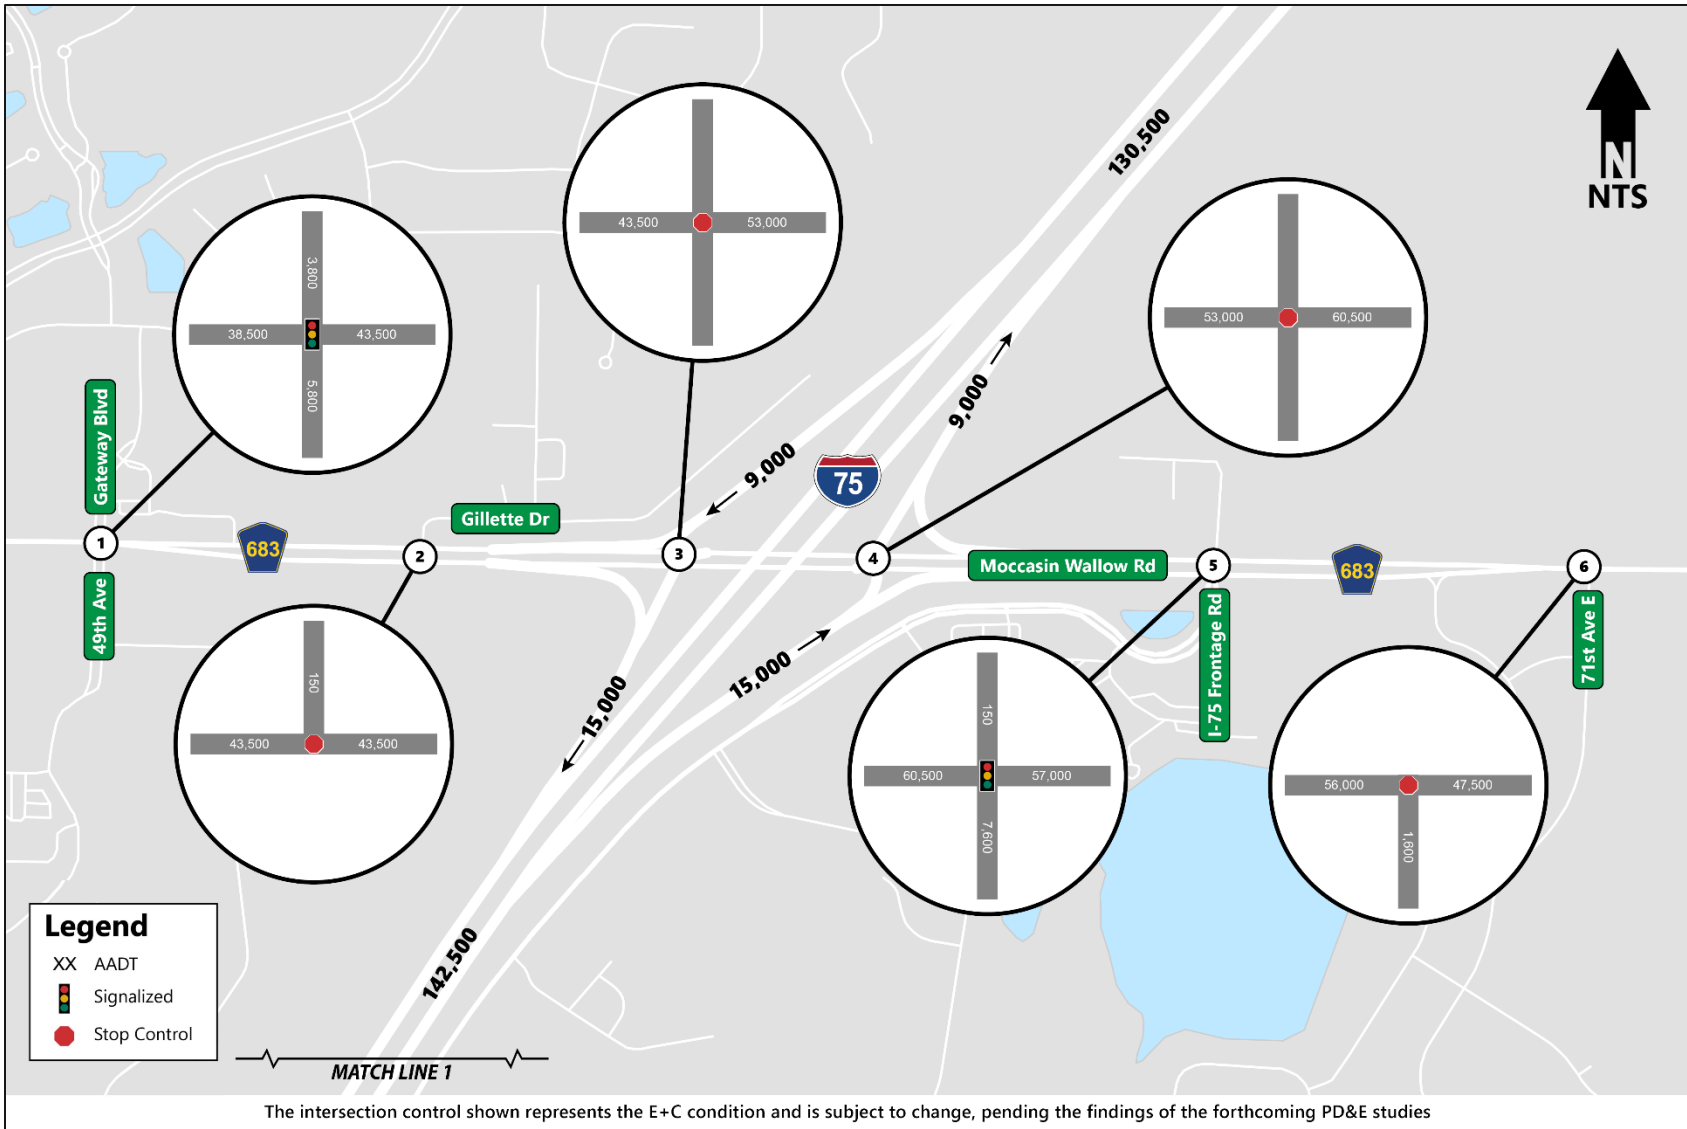 130,500
N
NTS
43,500 53,000
3,800
38,500 43,500
5,800
53,000 60,500
9,000
9,000
75
Gateway Blvd
49th Ave
1
683
2
Gillette Dr
3
4
Moccasin Wallow Rd
5
683
6
I-75 Frontage Rd
71st Ave E
150
43,500 43,500
15,000
15,000
150
60,500 57,000
7,600
56,000 47,500
1,600
142,500
Legend
XX AADT
Signalized
Stop Control
MATCH LINE 1
The intersection control shown represents the E+C condition and is subject to change, pending the findings of the forthcoming PD&E studies